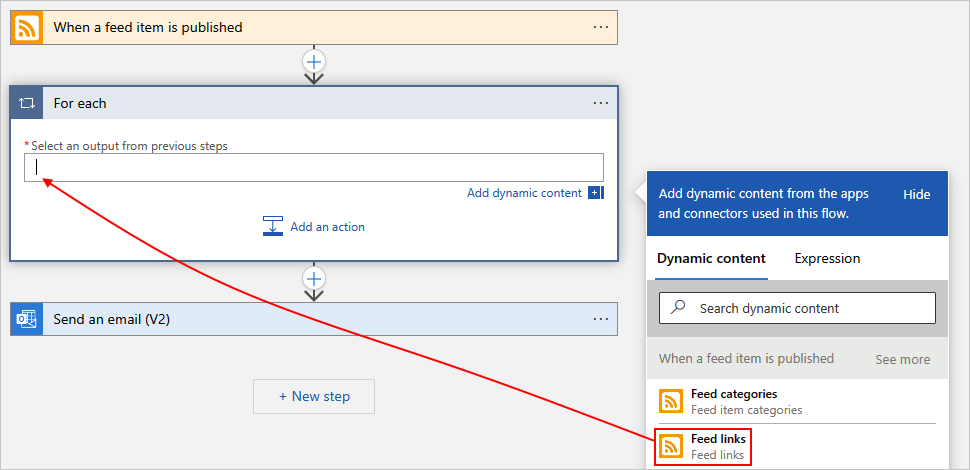 When a feed item is published
For each
* Select an output from previous steps
Add dynamic content
Add an action
Send an email (V2)
+ New step
Add dynamic content from the apps
and connectors used in this flow.
Hide
Dynamic content
Expression
Search dynamic content
When a feed item is published
See more
Feed categories
Feed item categories
Feed links
Feed links